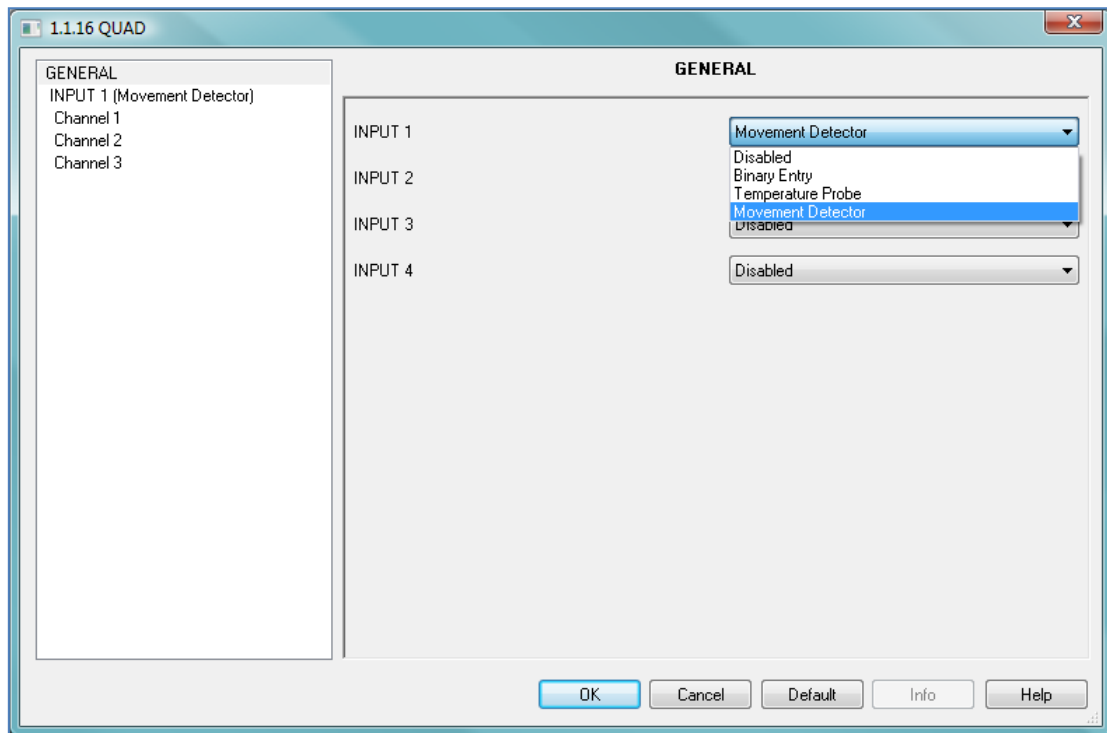 1.1.16 QUAD
GENERAL
INPUT 1 (Movement Detector)
Channel 1
Channel 2
Channel 3
GENERAL
INPUT 1
Movement Detector
Disabled
Binary Entry
Temperature Probe
Movement Detector
INPUT 2
INPUT 3
Disabled
INPUT 4
Disabled
OK
Cancel
Default
Info
Help